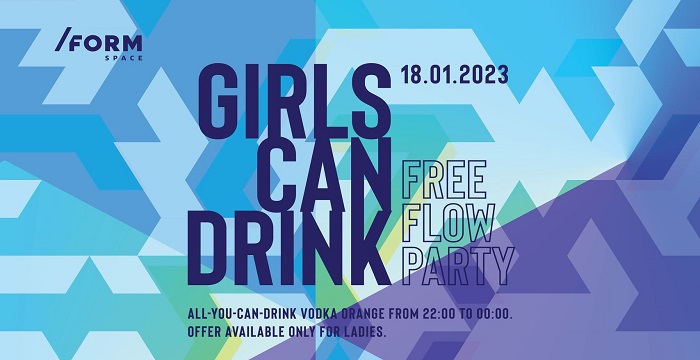 /FORM
SPACE
18.01.2023
GIRLS
CAN
DRINK
FREE
FLOW
PARTY
ALL-YOU-CAN-DRINK VODKA ORANGE FROM 22:00 TO 00:00.
OFFER AVAILABLE ONLY FOR LADIES.